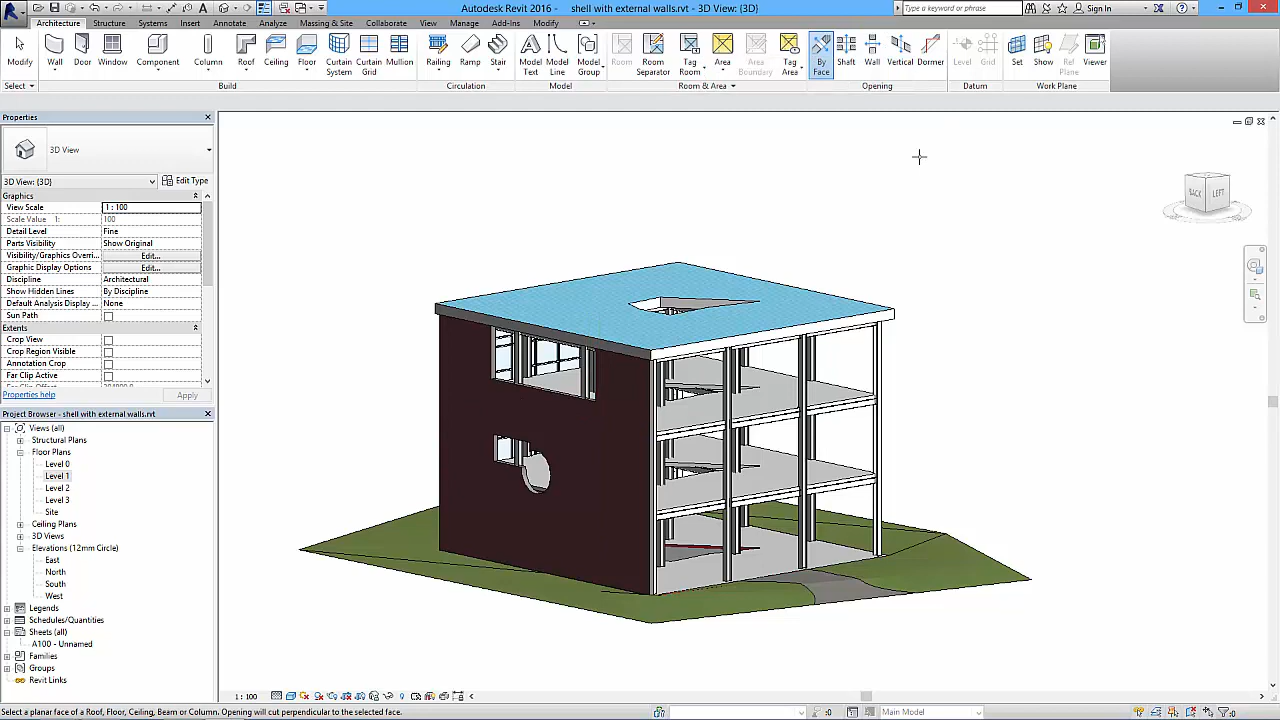 Autodesk Revit 2016 - shell with external walls.rvt - 3D View: {3D}
Type a keyword or phrase
Sign In
Architecture Structure Systems Insert Annotate Analyze Massing & Site Collaborate View Manage Add-Ins Modify
Modify Wall Door Window Component Column Roof Ceiling Floor Curtain System Curtain Grid Mullion Railing Ramp Stair Model Text Model Line Model Group Room Room Separator Tag Room Area Area Boundary Tag Area By Face Shaft Wall Vertical Dormer Level Grid Set Show Ref Plane Viewer
Select Build Circulation Model Room & Area Opening Datum Work Plane
Properties
3D View
3D View: {3D} Edit Type
Graphics
View Scale 1 : 100
Scale Value 1: 100
Detail Level Fine
Parts Visibility Show Original
Visibility/Graphics Overri... Edit...
Graphic Display Options Edit...
Discipline Architectural
Show Hidden Lines By Discipline
Default Analysis Display ... None
Sun Path
Extents
Crop View
Crop Region Visible
Annotation Crop
Far Clip Active
Properties help Apply
Project Browser - shell with external walls.rvt
Views (all)
Structural Plans
Floor Plans
Level 0
Level 1
Level 2
Level 3
Site
Ceiling Plans
3D Views
Elevations (12mm Circle)
East
North
South
West
Legends
Schedules/Quantities
Sheets (all)
A100 - Unnamed
Families
Groups
Revit Links
BACK LEFT
1 : 100
Select a planar face of a Roof, Floor, Ceiling, Beam or Column. Opening will cut perpendicular to the selected face.
:0 Main Model :0